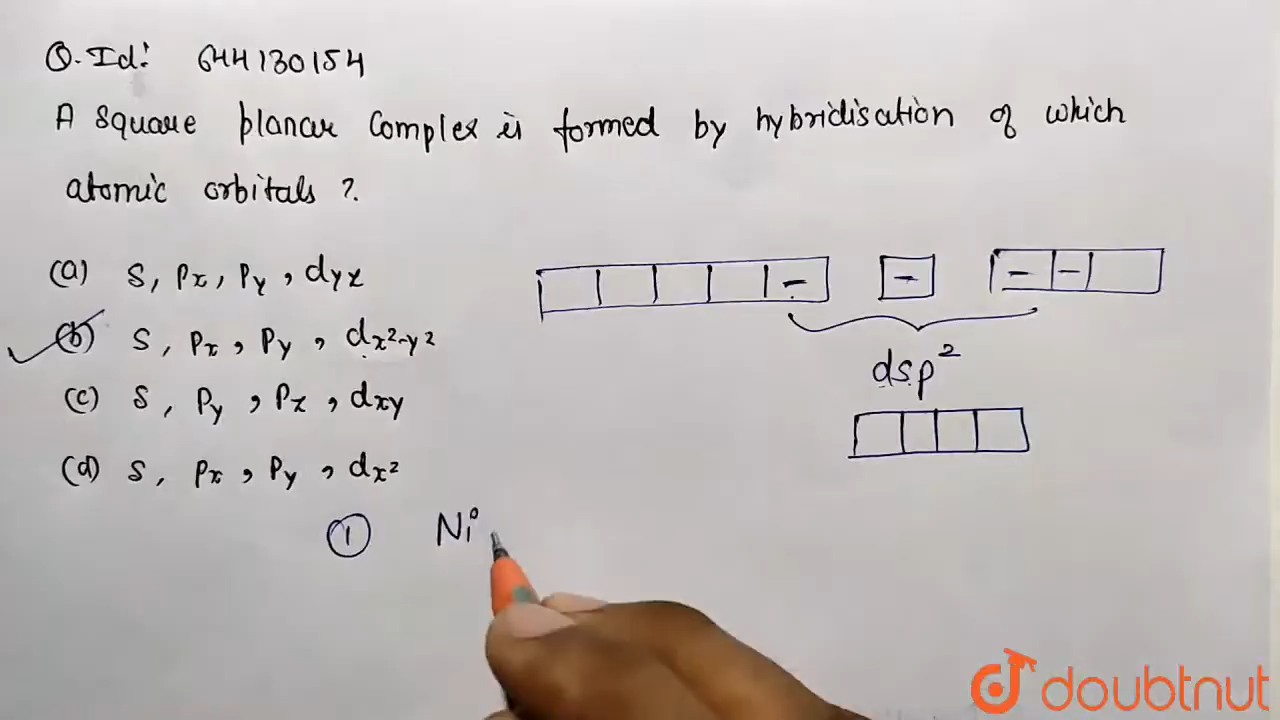 Q.Id: 644130154
A square planar complex is formed by hybridisation of which
atomic orbitals ?
(a) s, px, py, dyz
(b) s, px, py, dx²-y²
(c) s, py, pz, dxy
(d) s, px, py, dx²
dsp²
① Ni
doubtnut